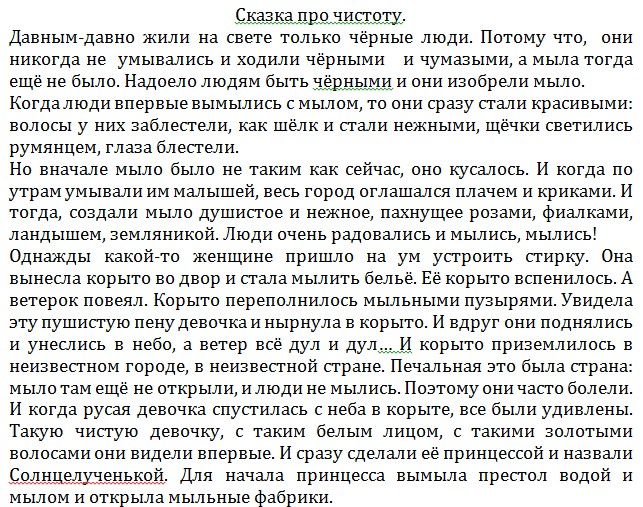 Сказка про чистоту.
Давным-давно жили на свете только чёрные люди. Потому что, они
никогда не умывались и ходили чёрными и чумазыми, а мыла тогда
ещё не было. Надоело людям быть чёрными и они изобрели мыло.
Когда люди впервые вымылись с мылом, то они сразу стали красивыми:
волосы у них заблестели, как шёлк и стали нежными, щёчки светились
румянцем, глаза блестели.
Но вначале мыло было не таким как сейчас, оно кусалось. И когда по
утрам умывали им малышей, весь город оглашался плачем и криками. И
тогда, создали мыло душистое и нежное, пахнущее розами, фиалками,
ландышем, земляникой. Люди очень радовались и мылись, мылись!
Однажды какой-то женщине пришло на ум устроить стирку. Она
вынесла корыто во двор и стала мылить бельё. Её корыто вспенилось. А
ветерок повеял. Корыто переполнилось мыльными пузырями. Увидела
эту пушистую пену девочка и нырнула в корыто. И вдруг они поднялись
и унеслись в небо, а ветер всё дул и дул... И корыто приземлилось в
неизвестном городе, в неизвестной стране. Печальная это была страна:
мыло там ещё не открыли, и люди не мылись. Поэтому они часто болели.
И когда русая девочка спустилась с неба в корыте, все были удивлены.
Такую чистую девочку, с таким белым лицом, с такими золотыми
волосами они видели впервые. И сразу сделали её принцессой и назвали
Солнцелученькой. Для начала принцесса вымыла престол водой и
мылом и открыла мыльные фабрики.